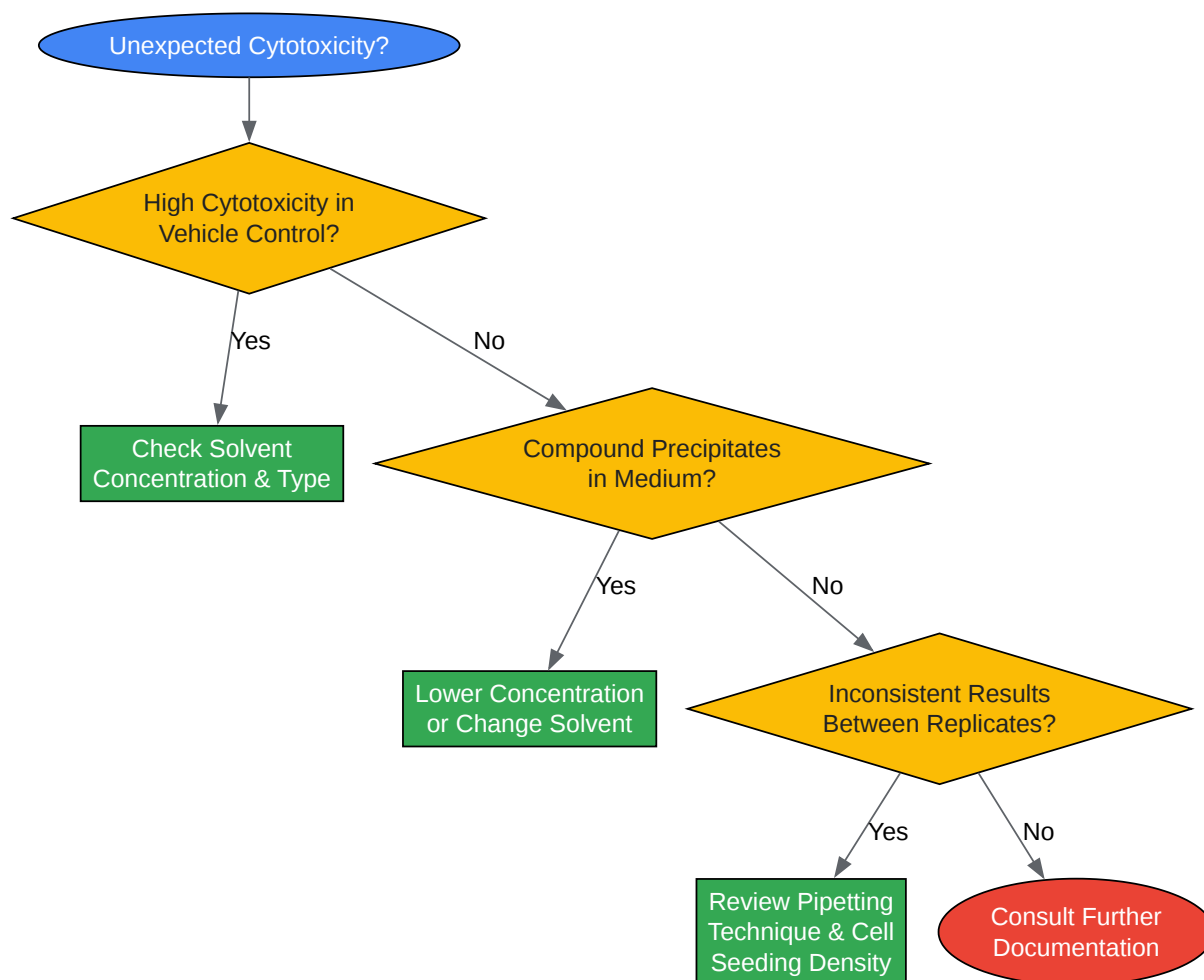 Unexpected Cytotoxicity?
High Cytotoxicity in
Vehicle Control?
Yes
No
Check Solvent
Concentration & Type
Compound Precipitates
in Medium?
Yes
No
Lower Concentration
or Change Solvent
Inconsistent Results
Between Replicates?
Yes
No
Review Pipetting
Technique & Cell
Seeding Density
Consult Further
Documentation